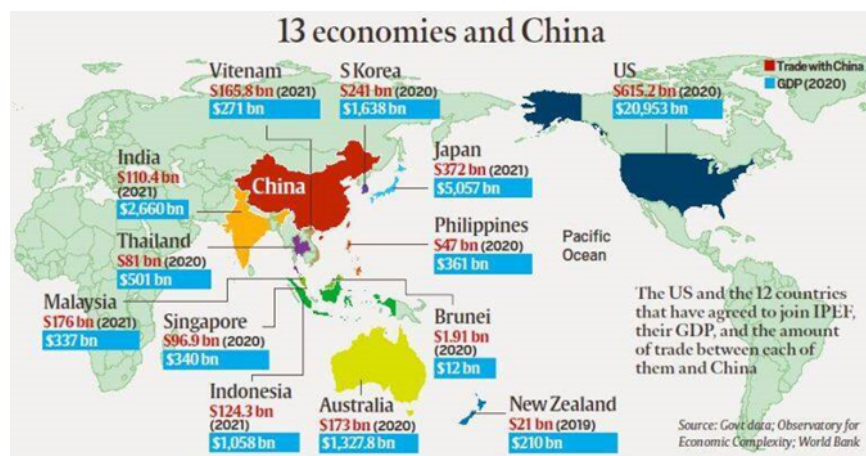 13 economies and China
Vitenam
$165.8 bn (2021)
$271 bn
S Korea
$241 bn (2020)
$1,638 bn
US
$615.2 bn (2020)
$20,953 bn
Trade with China
GDP (2020)
India
$110.4 bn
(2021)
$2,660 bn
China
Japan
$372 bn (2021)
$5,057 bn
Thailand
$81 bn (2020)
$501 bn
Philippines
$47 bn (2020)
$361 bn
Pacific
Ocean
Malaysia
$176 bn (2021)
$337 bn
Singapore
$96.9 bn (2020)
$340 bn
Brunei
$1.91 bn
(2020)
$12 bn
The US and the 12 countries
that have agreed to join IPEF,
their GDP, and the amount
of trade between each of
them and China
Indonesia
$124.3 bn
(2021)
$1,058 bn
Australia
$173 bn (2020)
$1,327.8 bn
New Zealand
$21 bn (2019)
$210 bn
Source: Govt data; Observatory for
Economic Complexity; World Bank